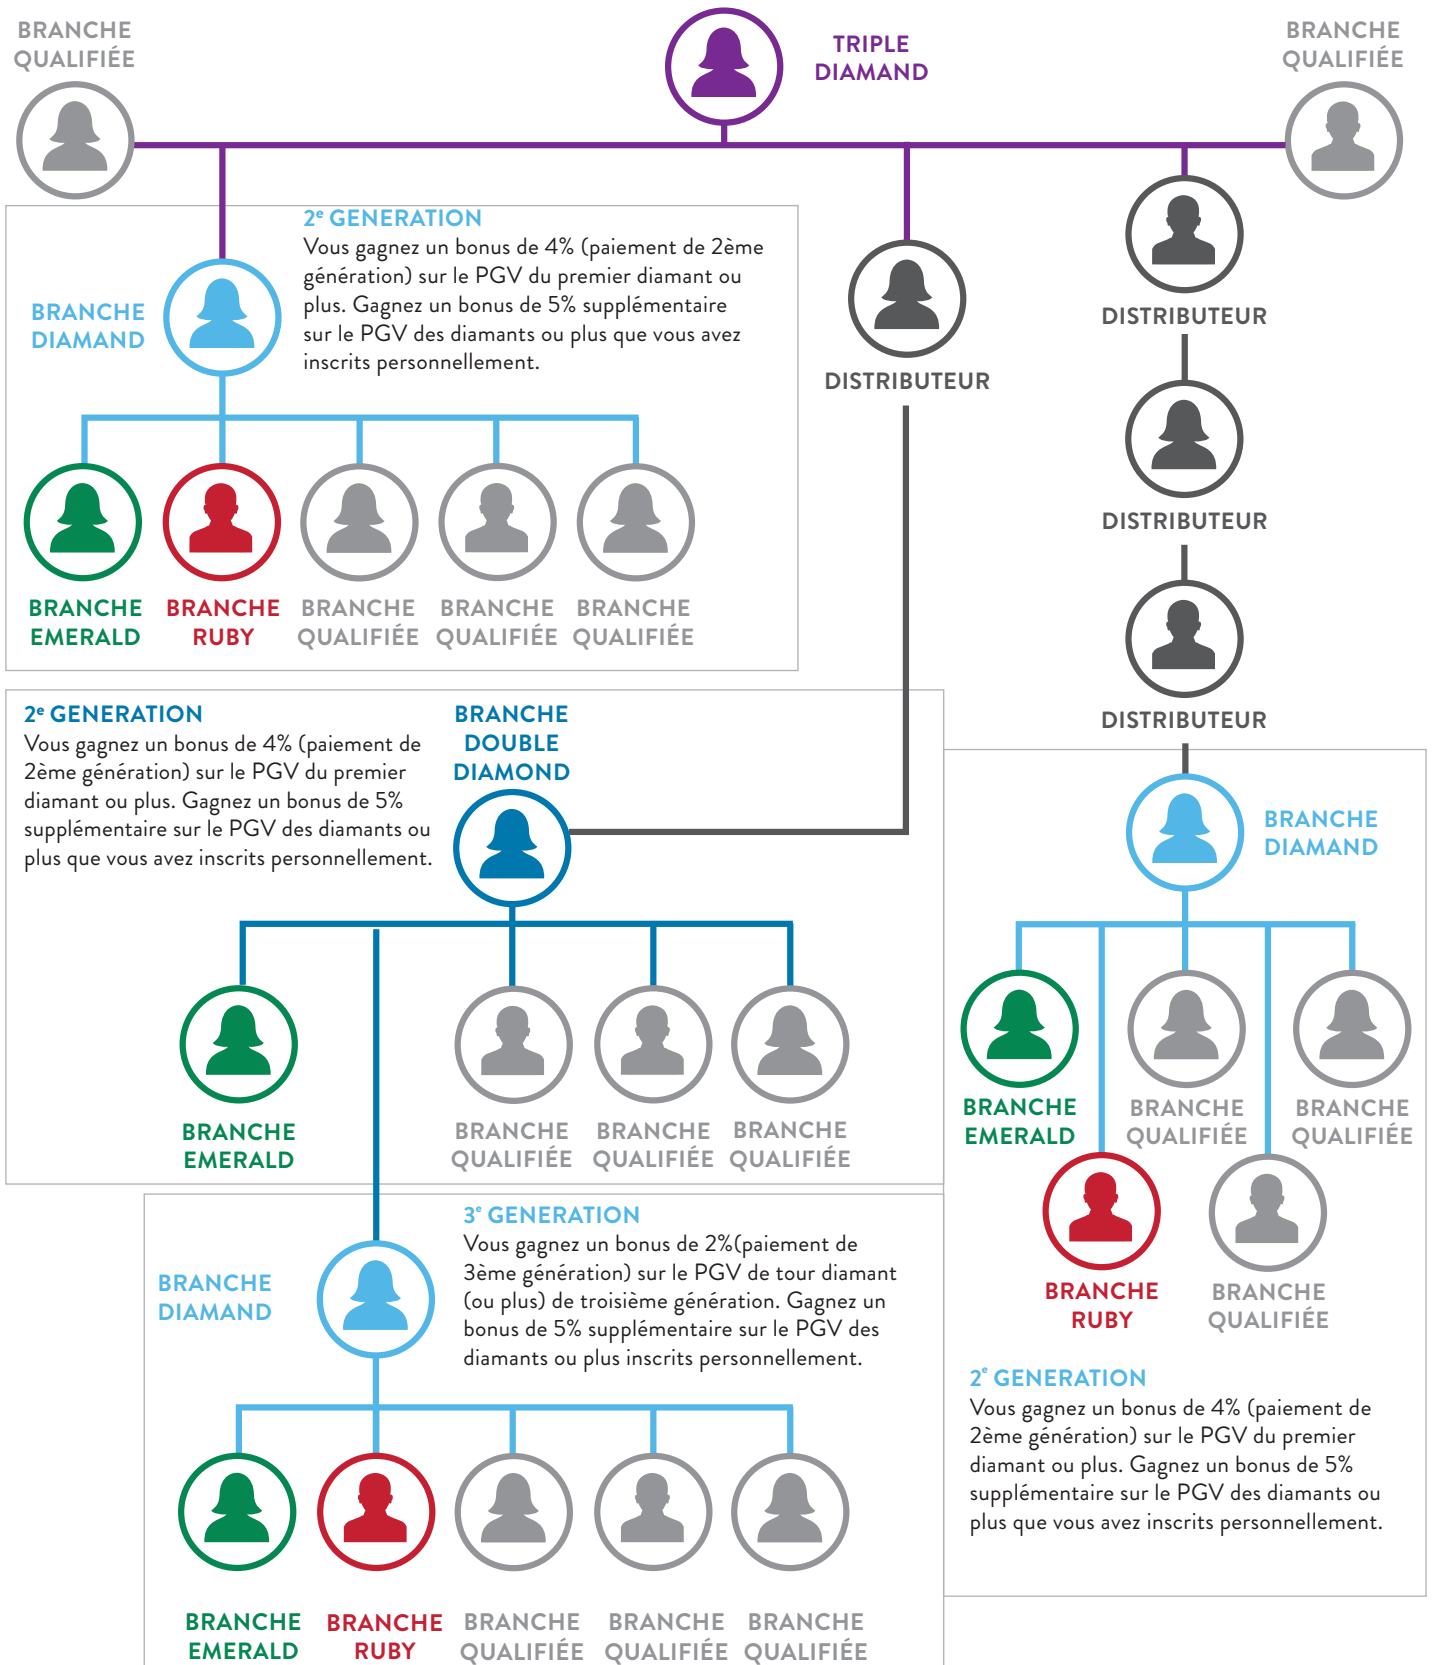 BRANCHE
QUALIFIÉE
TRIPLE
DIAMAND
BRANCHE
QUALIFIÉE
2e GENERATION
Vous gagnez un bonus de 4% (paiement de 2ème
génération) sur le PGV du premier diamant ou
plus. Gagnez un bonus de 5% supplémentaire
sur le PGV des diamants ou plus que vous avez
inscrits personnellement.
BRANCHE
DIAMAND
DISTRIBUTEUR
DISTRIBUTEUR
DISTRIBUTEUR
DISTRIBUTEUR
BRANCHE
EMERALD
BRANCHE
RUBY
BRANCHE
QUALIFIÉE
BRANCHE
QUALIFIÉE
BRANCHE
QUALIFIÉE
2e GENERATION
Vous gagnez un bonus de 4% (paiement de
2ème génération) sur le PGV du premier
diamant ou plus. Gagnez un bonus de 5%
supplémentaire sur le PGV des diamants ou
plus que vous avez inscrits personnellement.
BRANCHE
DOUBLE
DIAMOND
BRANCHE
EMERALD
BRANCHE
QUALIFIÉE
BRANCHE
QUALIFIÉE
BRANCHE
QUALIFIÉE
BRANCHE
DIAMAND
BRANCHE
EMERALD
BRANCHE
QUALIFIÉE
BRANCHE
QUALIFIÉE
BRANCHE
RUBY
BRANCHE
QUALIFIÉE
2e GENERATION
Vous gagnez un bonus de 4% (paiement de
2ème génération) sur le PGV du premier
diamant ou plus. Gagnez un bonus de 5%
supplémentaire sur le PGV des diamants ou
plus que vous avez inscrits personnellement.
3e GENERATION
Vous gagnez un bonus de 2%(paiement de
3ème génération) sur le PGV de tour diamant
(ou plus) de troisième génération. Gagnez un
bonus de 5% supplémentaire sur le PGV des
diamants ou plus inscrits personnellement.
BRANCHE
DIAMAND
BRANCHE
EMERALD
BRANCHE
RUBY
BRANCHE
QUALIFIÉE
BRANCHE
QUALIFIÉE
BRANCHE
QUALIFIÉE